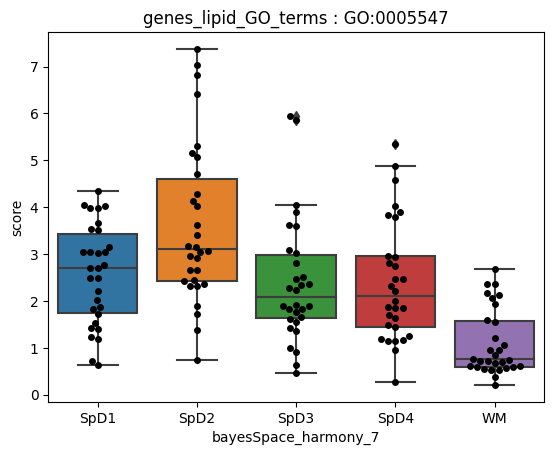 genes_lipid_GO_terms : GO:0005547
7
6
5
4
3
2
1
0
score
SpD1 SpD2 SpD3 SpD4 WM
bayesSpace_harmony_7